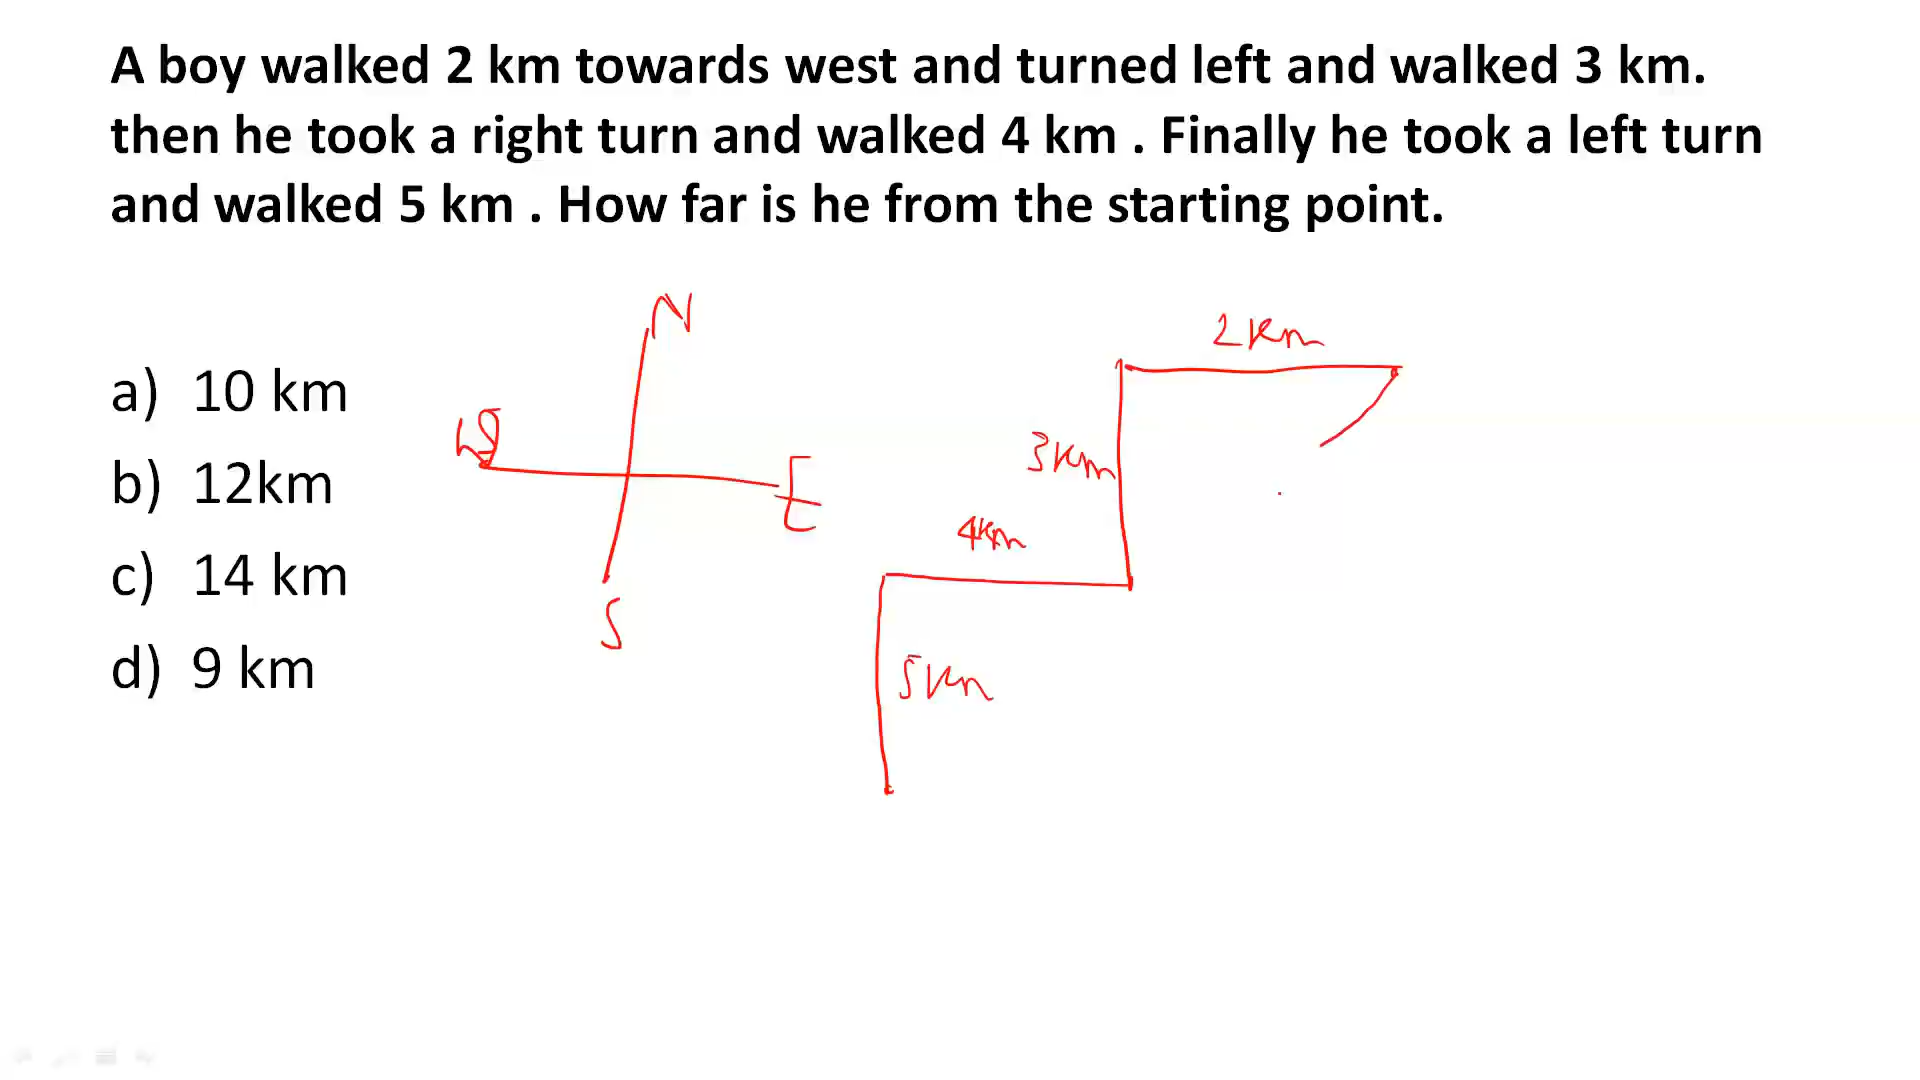 A boy walked 2 km towards west and turned left and walked 3 km.
then he took a right turn and walked 4 km . Finally he took a left turn
and walked 5 km . How far is he from the starting point.
a) 10 km
b) 12km
c) 14 km
d) 9 km
N
W
E
S
2km
3km
4km
5km